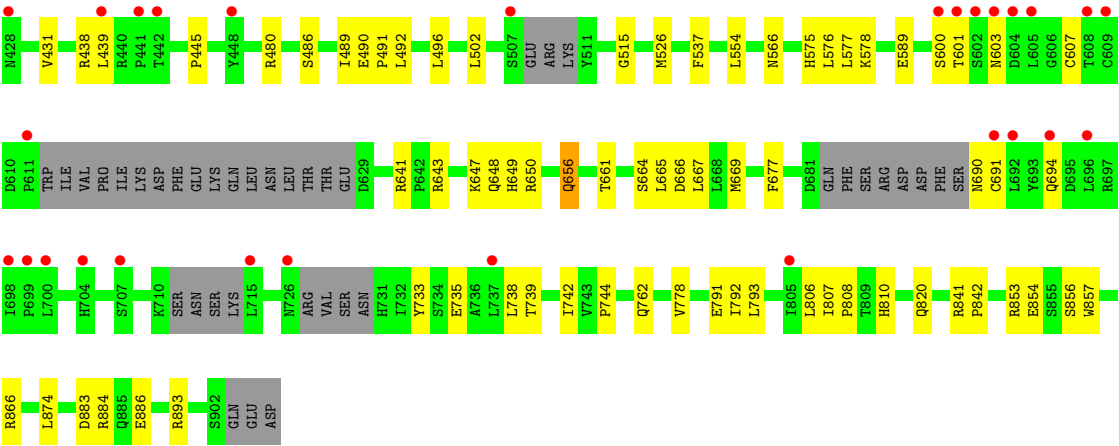 N428 V431 R438 L439 R440 P441 T442 P445 Y448 R480 S486 I489 E490 P491 L492 L496 L502 S507 GLU ARG LYS Y511 G515 M526 F537 L554 N566 H575 L576 L577 K578 E589 S600 T601 S602 N603 D604 L605 G606 C607 T608 C609
D610 P611 TRP ILE VAL PRO ILE LYS ASP PHE GLU LYS GLN LEU ASN LEU THR THR GLU D629 R641 P642 R643 K647 Q648 H649 R650 Q656 T661 S664 L665 D666 L667 L668 M669 F677 D681 GLN PHE SER ARG ASP ASP PHE SER N690 C691 L692 Y693 Q694 D695 L696 R697
I698 P699 L700 H704 S707 K710 SER ASN SER LYS L715 N726 ARG VAL SER ASN H731 I732 Y733 S734 E735 A736 L737 L738 T739 I742 V743 P744 Q762 V778 E791 I792 L793 I805 L806 I807 P808 T809 H810 Q820 R841 P842 R853 E854 S855 S856 W857
R866 L874 D883 R884 Q885 E886 R893 S902 GLN GLU ASP